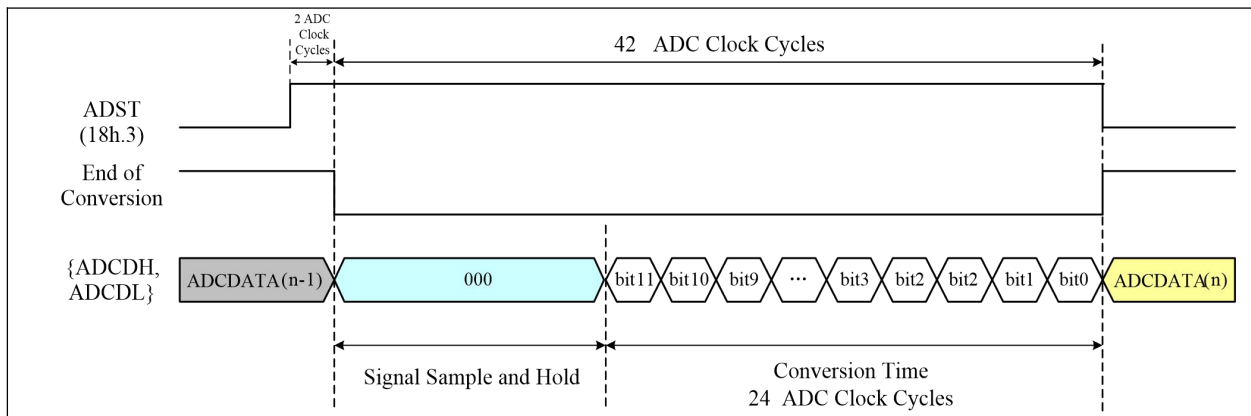 2 ADC
Clock
Cycles
42 ADC Clock Cycles
ADST
(18h.3)
End of
Conversion
{ADCDH,
ADCDL}
ADCDATA(n-1)
000
bit11
bit10
bit9
...
bit3
bit2
bit2
bit1
bit0
ADCDATA(n)
Signal Sample and Hold
Conversion Time
24 ADC Clock Cycles